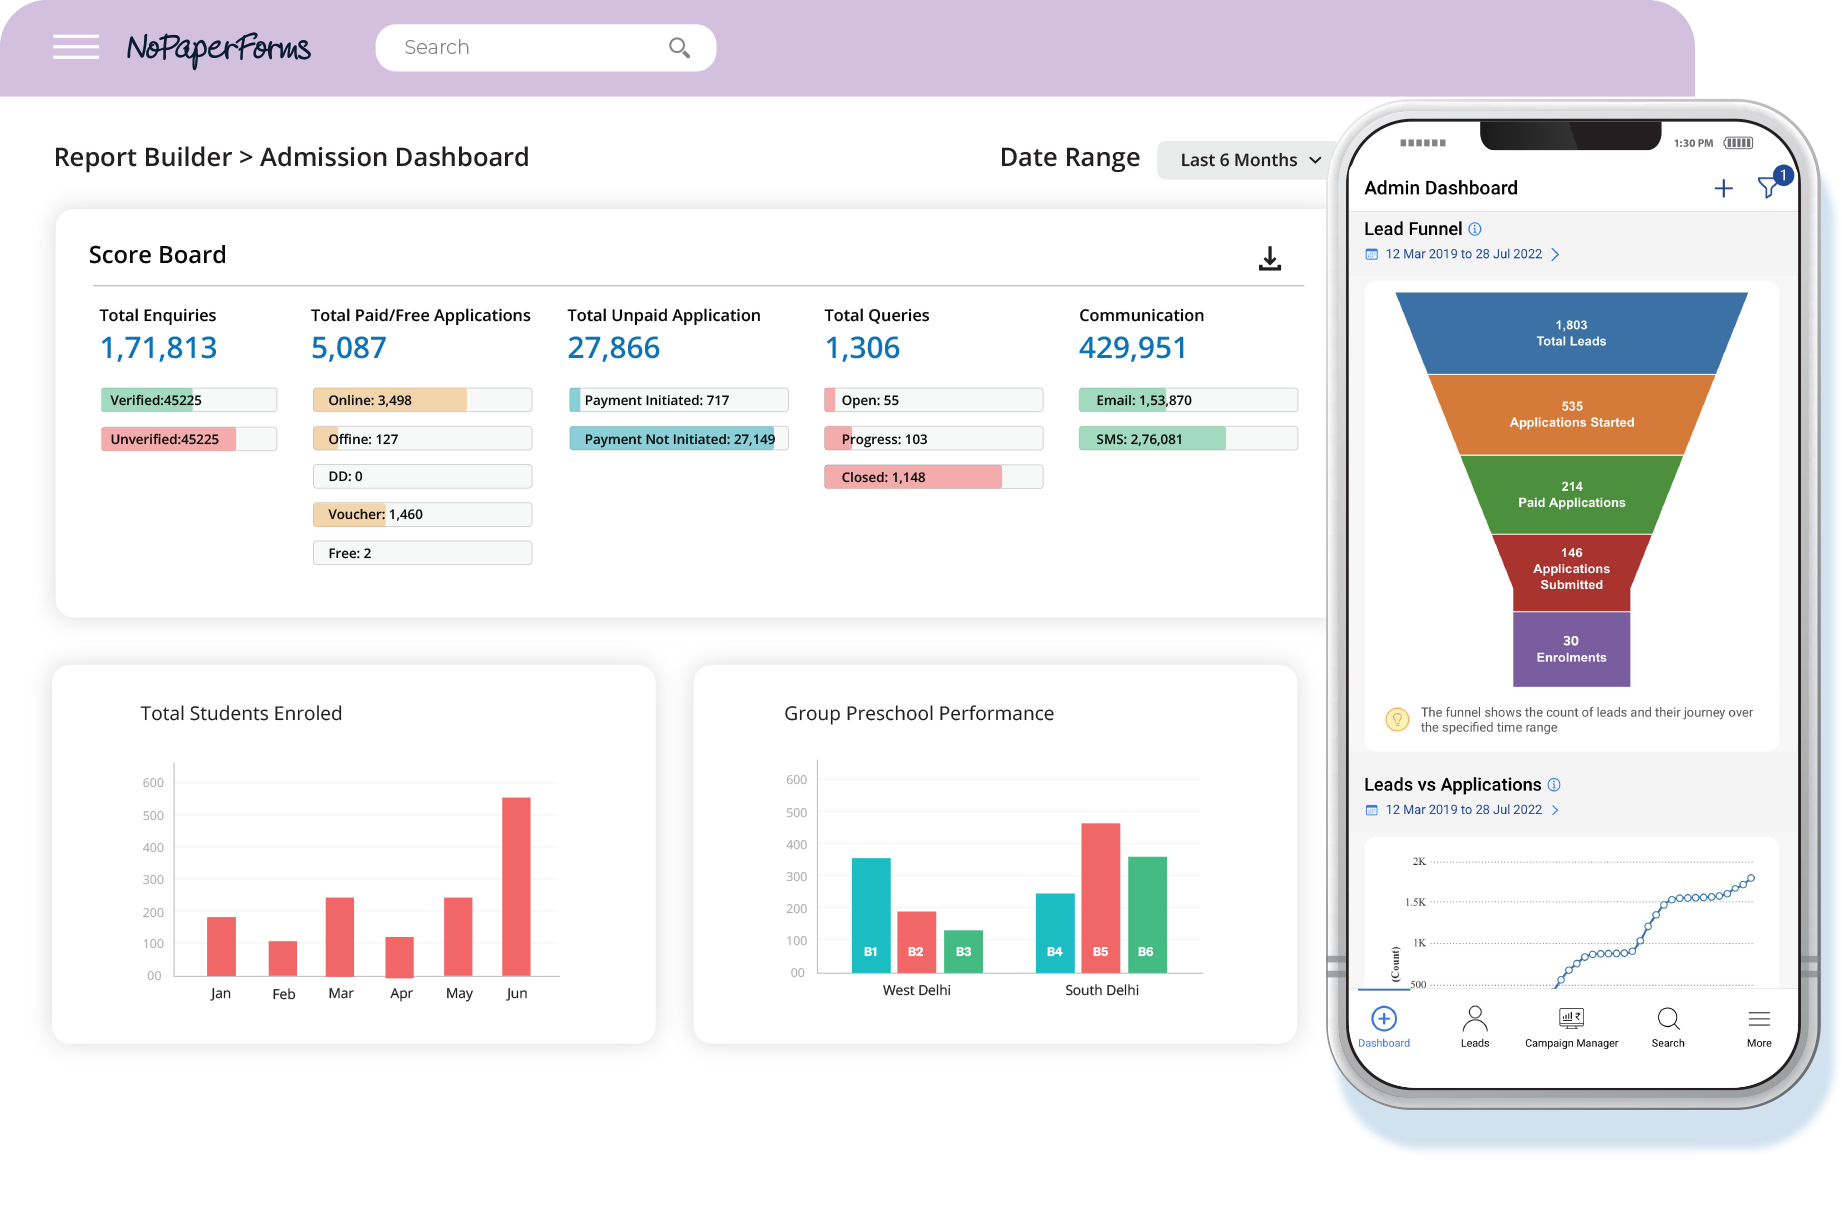 NoPaperForms
Search
Report Builder > Admission Dashboard
Date Range
Last 6 Months
Score Board
Total Enquiries
1,71,813
Verified:45225
Unverified:45225
Total Paid/Free Applications
5,087
Online: 3,498
Offine: 127
DD: 0
Voucher: 1,460
Free: 2
Total Unpaid Application
27,866
Payment Initiated: 717
Payment Not Initiated: 27,149
Total Queries
1,306
Open: 55
Progress: 103
Closed: 1,148
Communication
429,951
Email: 1,53,870
SMS: 2,76,081
Total Students Enroled
600
500
400
300
200
100
00
Jan
Feb
Mar
Apr
May
Jun
Group Preschool Performance
600
500
400
300
200
100
00
B1
B2
B3
B4
B5
B6
West Delhi
South Delhi
1:30 PM
Admin Dashboard
1
Lead Funnel
12 Mar 2019 to 28 Jul 2022
1,803
Total Leads
535
Applications Started
214
Paid Applications
146
Applications
Submitted
30
Enrolments
The funnel shows the count of leads and their journey over
the specified time range
Leads vs Applications
12 Mar 2019 to 28 Jul 2022
2K
1.5K
1K
500
(Count)
Dashboard
Leads
Campaign Manager
Search
More